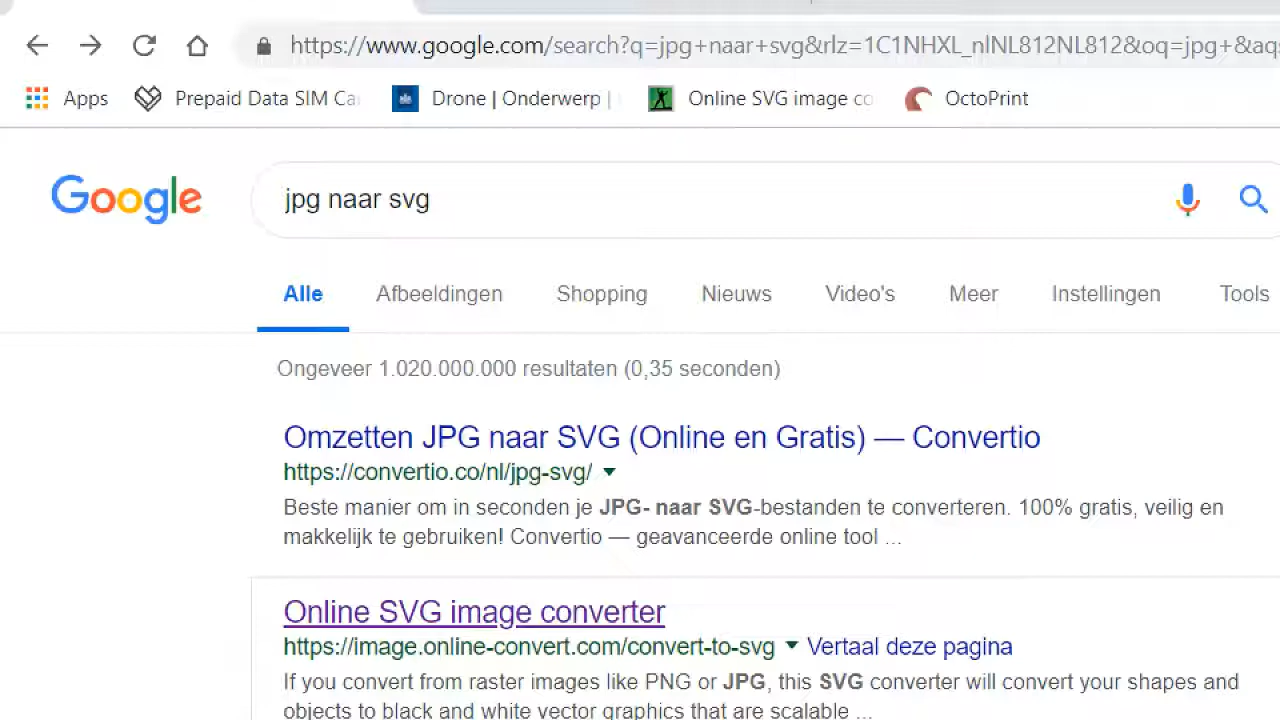 https://www.google.com/search?q=jpg+naar+svg&rlz=1C1NHXL_nlNL812NL812&oq=jpg+&aqs
Apps Prepaid Data SIM Ca Drone | Onderwerp | Online SVG image co OctoPrint
Google jpg naar svg
Alle Afbeeldingen Shopping Nieuws Video's Meer Instellingen Tools
Ongeveer 1.020.000.000 resultaten (0,35 seconden)
Omzetten JPG naar SVG (Online en Gratis) — Convertio
https://convertio.co/nl/jpg-svg/
Beste manier om in seconden je JPG- naar SVG-bestanden te converteren. 100% gratis, veilig en
makkelijk te gebruiken! Convertio — geavanceerde online tool ...
Online SVG image converter
https://image.online-convert.com/convert-to-svg Vertaal deze pagina
If you convert from raster images like PNG or JPG, this SVG converter will convert your shapes and
objects to black and white vector graphics that are scalable ...